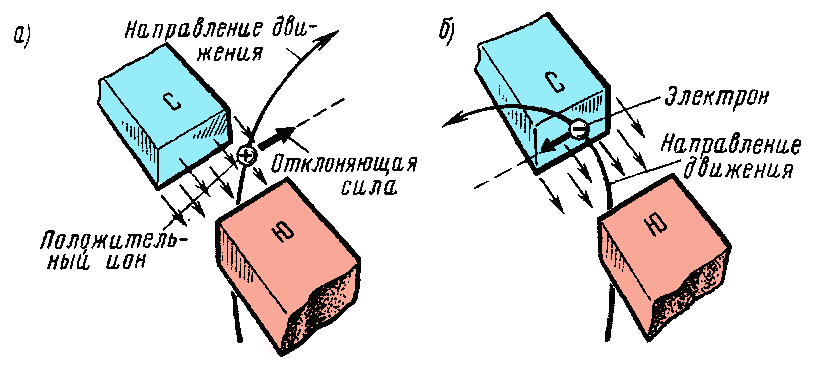 а)
Направление дви-
жения
С
+
Отклоняющая
сила
Положитель-
ный ион
Ю
б)
С
Электрон
−
Направление
движения
Ю